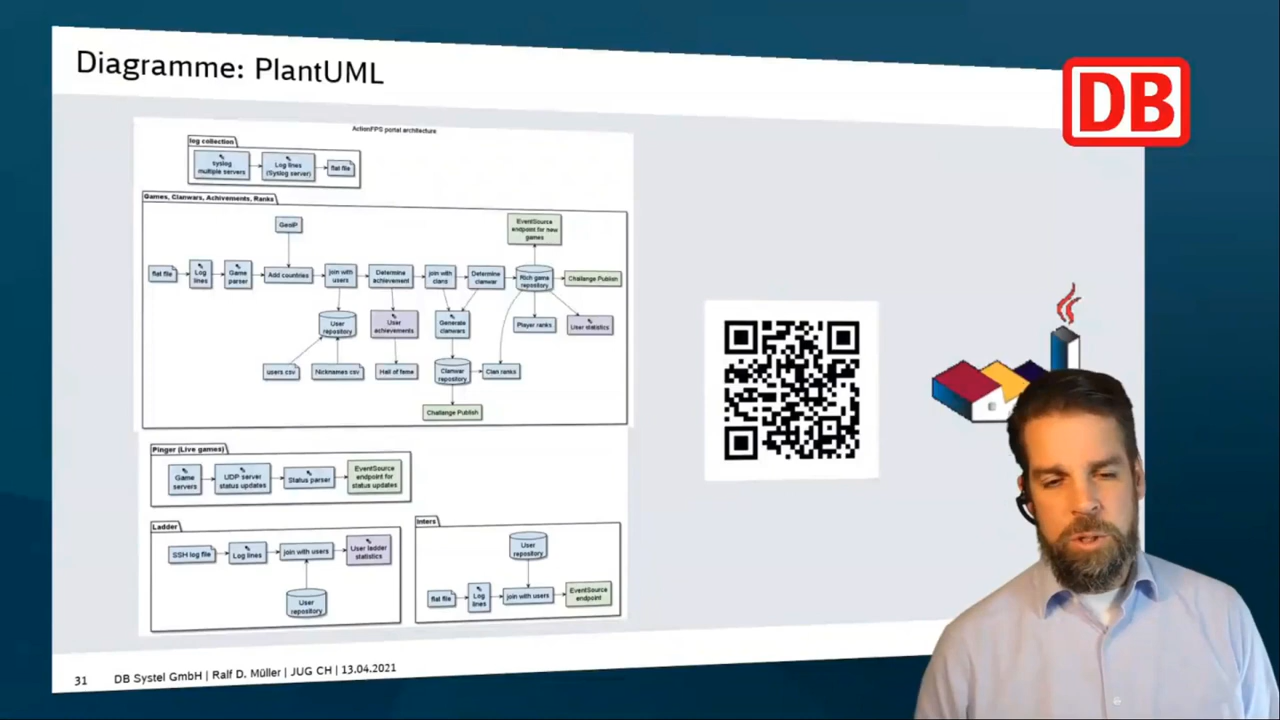 Diagramme: PlantUML
DB
ActionFPS portal architecture
log collection
syslog
multiple servers
Log lines
(Syslog server)
flat file
Games, Clanwars, Achivements, Ranks
GeoIP
EventSource
endpoint for new
games
flat file
Log
lines
Game
parser
Add countries
join with
users
Determine
achievement
join with
clans
Determine
clanwar
Rich game
repository
Challange Publish
User
repository
User
achievements
Generate
clanwars
Player ranks
User statistics
users csv
Nicknames csv
Hall of fame
Clanwar
repository
Clan ranks
Challange Publish
Pinger (Live games)
Game
servers
UDP server
status updates
Status parser
EventSource
endpoint for
status updates
Ladder
SSH log file
Log lines
join with users
User ladder
statistics
User
repository
Inters
User
repository
flat file
Log
lines
join with users
EventSource
endpoint
31 DB Systel GmbH | Ralf D. Müller | JUG CH | 13.04.2021